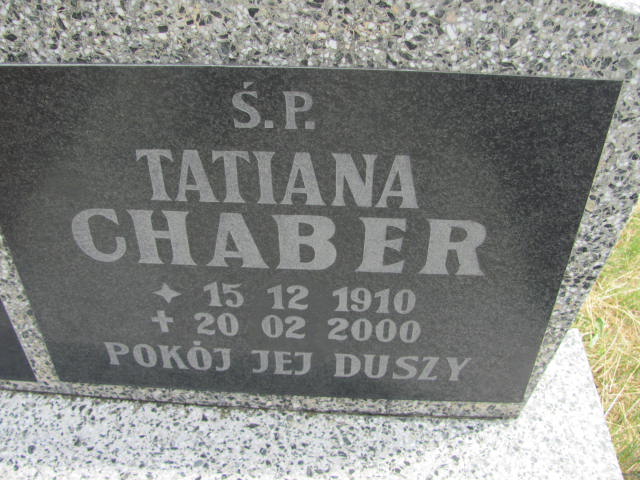 Ś.P.
TATIANA
CHABER
✦ 15 12 1910
✝ 20 02 2000
POKÓJ JEJ DUSZY